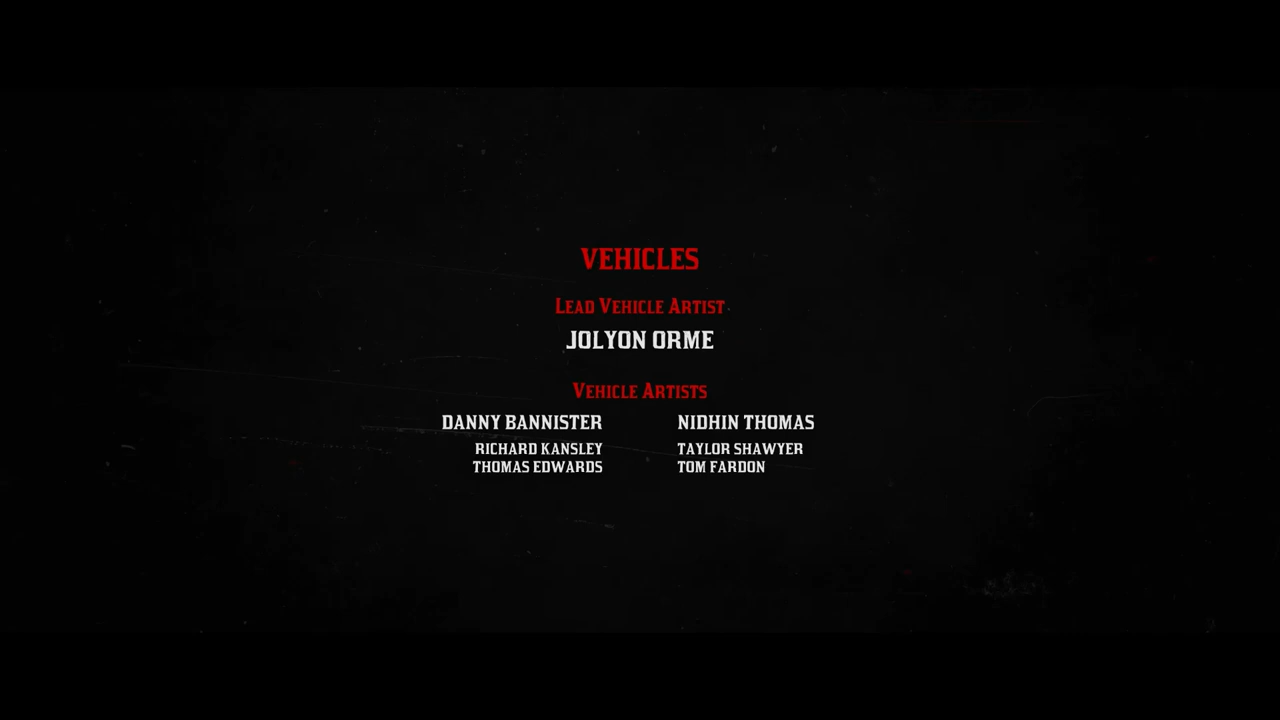 VEHICLES
LEAD VEHICLE ARTIST
JOLYON ORME
VEHICLE ARTISTS
DANNY BANNISTER NIDHIN THOMAS
RICHARD KANSLEY TAYLOR SHAWYER
THOMAS EDWARDS TOM FARDON